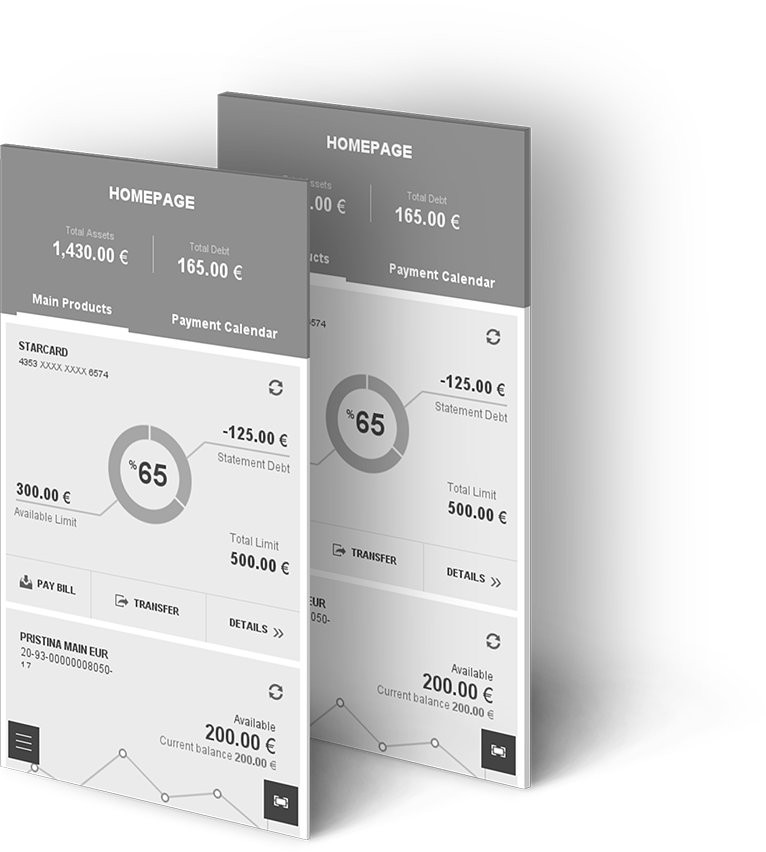 HOMEPAGE
Total Assets
1,430.00 €
Total Debt
165.00 €
Main Products
Payment Calendar
STARCARD
4353 XXXX XXXX 6574
-125.00 €
Statement Debt
% 65
300.00 €
Available Limit
Total Limit
500.00 €
PAY BILL
TRANSFER
DETAILS
PRISTINA MAIN EUR
20-93-00000008050-
17
Available
200.00 €
Current balance 200.00 €
HOMEPAGE
ssets
.00 €
Total Debt
165.00 €
ucts
Payment Calendar
6574
-125.00 €
Statement Debt
% 65
Total Limit
500.00 €
TRANSFER
DETAILS
EUR
050-
Available
200.00 €
Current balance 200.00 €